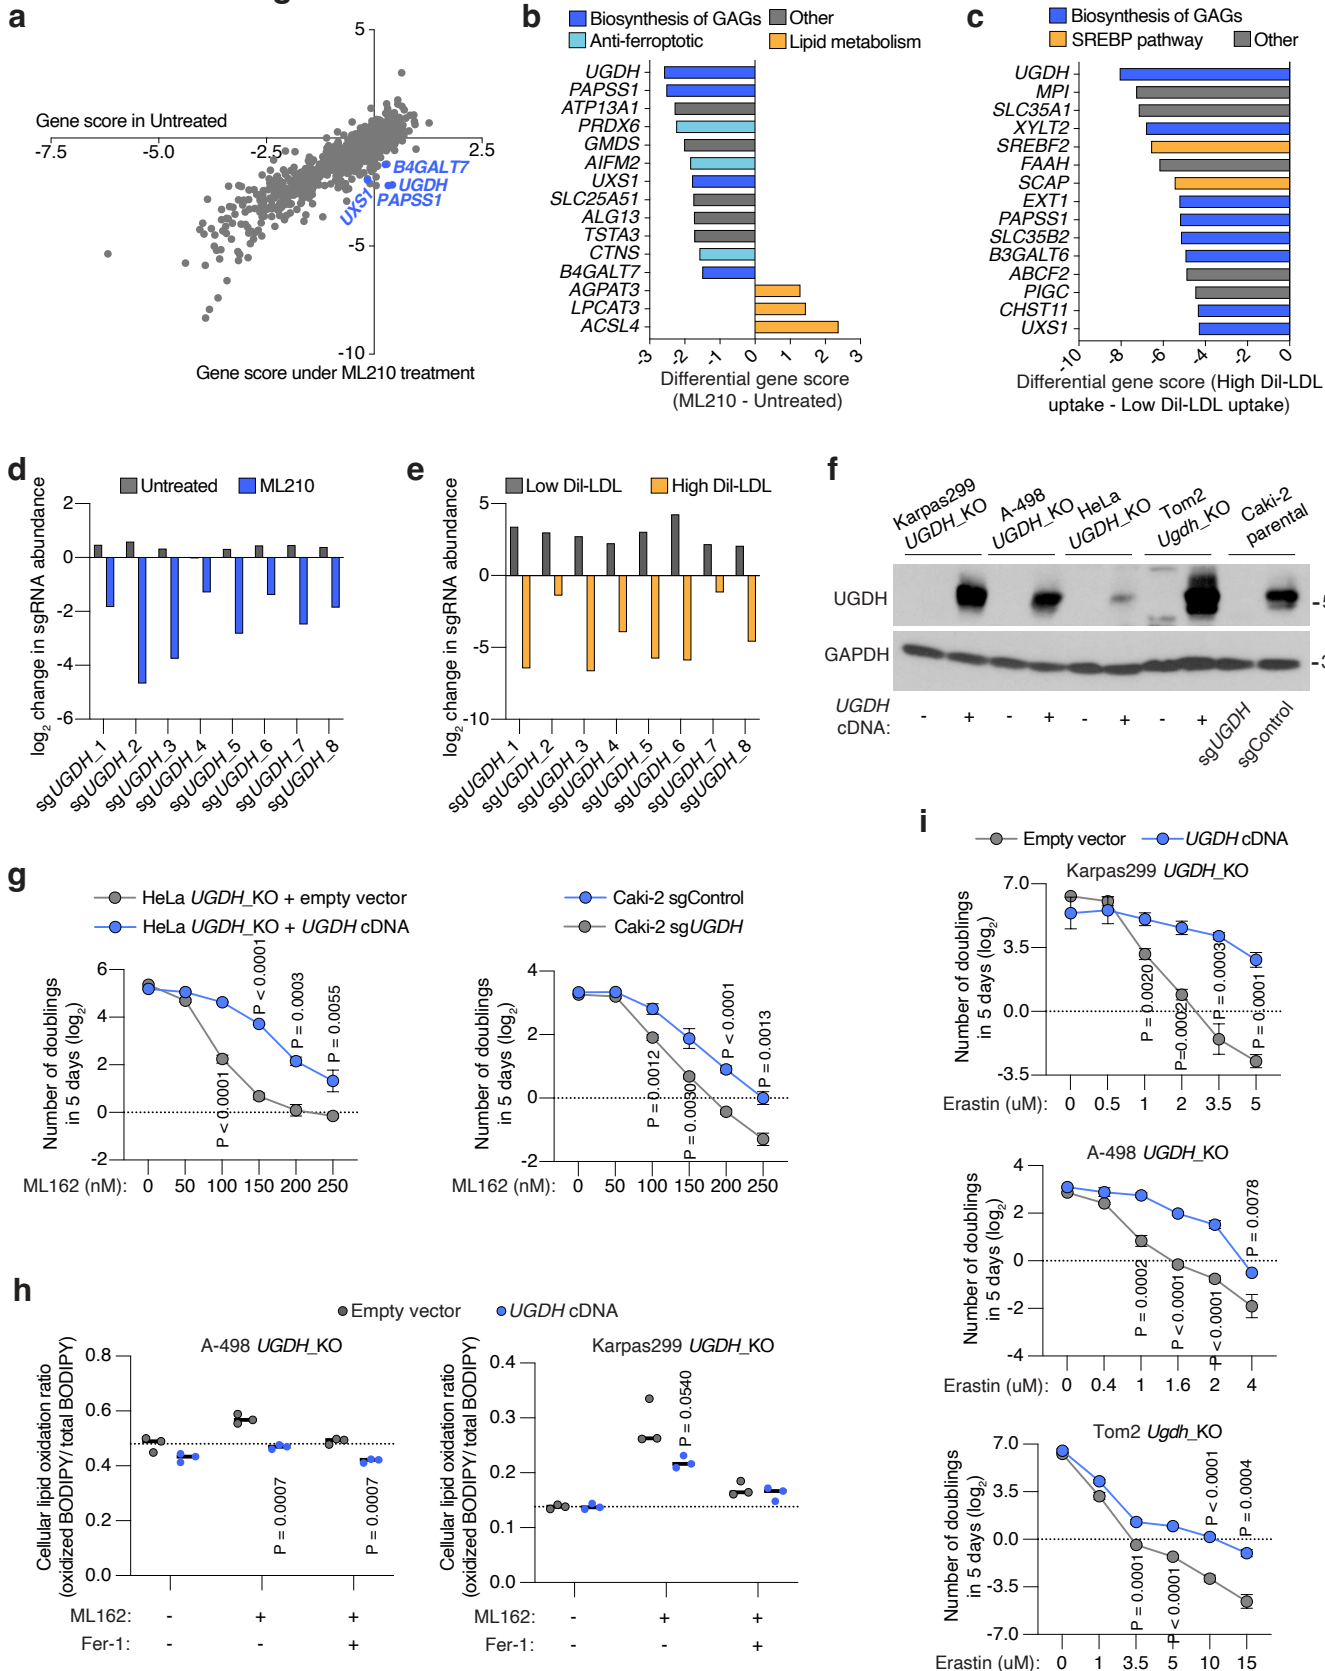 a
5
Gene score in Untreated
-7.5
-5.0
-2.5
2.5
B4GALT7
UGDH
UXS1
PAPSS1
-5
-10
Gene score under ML210 treatment
b
Biosynthesis of GAGs
Other
Anti-ferroptotic
Lipid metabolism
UGDH
PAPSS1
ATP13A1
PRDX6
GMDS
AIFM2
UXS1
SLC25A51
ALG13
TSTA3
CTNS
B4GALT7
AGPAT3
LPCAT3
ACSL4
-3 -2 -1 0 1 2 3
Differential gene score
(ML210 - Untreated)
c
Biosynthesis of GAGs
SREBP pathway
Other
UGDH
MPI
SLC35A1
XYLT2
SREBF2
FAAH
SCAP
EXT1
PAPSS1
SLC35B2
B3GALT6
ABCF2
PIGC
CHST11
UXS1
-10 -8 -6 -4 -2 0
Differential gene score (High Dil-LDL
uptake - Low Dil-LDL uptake)
d
Untreated
ML210
log2 change in sgRNA abundance
2
0
-2
-4
-6
sgUGDH_1
sgUGDH_2
sgUGDH_3
sgUGDH_4
sgUGDH_5
sgUGDH_6
sgUGDH_7
sgUGDH_8
e
Low Dil-LDL
High Dil-LDL
log2 change in sgRNA abundance
5
0
-5
-10
sgUGDH_1
sgUGDH_2
sgUGDH_3
sgUGDH_4
sgUGDH_5
sgUGDH_6
sgUGDH_7
sgUGDH_8
f
Karpas299
UGDH_KO
A-498
UGDH_KO
HeLa
UGDH_KO
Tom2
Ugdh_KO
Caki-2
parental
UGDH
GAPDH
UGDH
cDNA:
- + - + - + - +
sgUGDH
sgControl
g
HeLa UGDH_KO + empty vector
HeLa UGDH_KO + UGDH cDNA
Number of doublings
in 5 days (log2)
6
4
2
0
-2
P < 0.0001
P < 0.0001
P = 0.0003
P = 0.0055
ML162 (nM): 0 50 100 150 200 250
Caki-2 sgControl
Caki-2 sgUGDH
Number of doublings
in 5 days (log2)
4
2
0
-2
P = 0.0012
P = 0.0030
P < 0.0001
P = 0.0013
ML162 (nM): 0 50 100 150 200 250
h
Empty vector
UGDH cDNA
A-498 UGDH_KO
Cellular lipid oxidation ratio
(oxidized BODIPY/ total BODIPY)
0.8
0.6
0.4
0.2
0.0
P = 0.0007
P = 0.0007
ML162: - + +
Fer-1: - - +
Karpas299 UGDH_KO
Cellular lipid oxidation ratio
(oxidized BODIPY/ total BODIPY)
0.4
0.3
0.2
0.1
0.0
P = 0.0540
ML162: - + +
Fer-1: - - +
i
Empty vector
UGDH cDNA
Karpas299 UGDH_KO
Number of doublings
in 5 days (log2)
7.0
3.5
0.0
-3.5
P = 0.0020
P=0.0002
P = 0.0003
P = 0.0001
Erastin (uM): 0 0.5 1 2 3.5 5
A-498 UGDH_KO
Number of doublings
in 5 days (log2)
4
2
0
-2
-4
P = 0.0002
P < 0.0001
P < 0.0001
P = 0.0078
Erastin (uM): 0 0.4 1 1.6 2 4
Tom2 Ugdh_KO
Number of doublings
in 5 days (log2)
7.0
3.5
0.0
-3.5
-7.0
P = 0.0001
P < 0.0001
P < 0.0001
P = 0.0004
Erastin (uM): 0 1 3.5 5 10 15